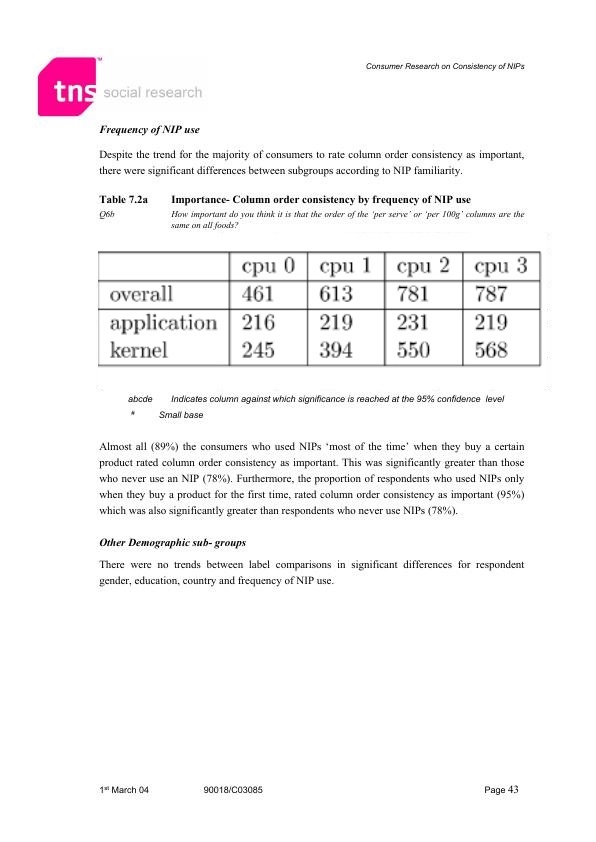 Consumer Research on Consistency of NIPs
tns social research
™
Frequency of NIP use
Despite the trend for the majority of consumers to rate column order consistency as important,
there were significant differences between subgroups according to NIP familiarity.
Table 7.2a Importance- Column order consistency by frequency of NIP use
Q6b How important do you think it is that the order of the ‘per serve’ or ‘per 100g’ columns are the
same on all foods?
cpu 0 cpu 1 cpu 2 cpu 3
overall 461 613 781 787
application 216 219 231 219
kernel 245 394 550 568
abcde Indicates column against which significance is reached at the 95% confidence level
* Small base
Almost all (89%) the consumers who used NIPs ‘most of the time’ when they buy a certain
product rated column order consistency as important. This was significantly greater than those
who never use an NIP (78%). Furthermore, the proportion of respondents who used NIPs only
when they buy a product for the first time, rated column order consistency as important (95%)
which was also significantly greater than respondents who never use NIPs (78%).
Other Demographic sub- groups
There were no trends between label comparisons in significant differences for respondent
gender, education, country and frequency of NIP use.
1st March 04 90018/C03085 Page 43